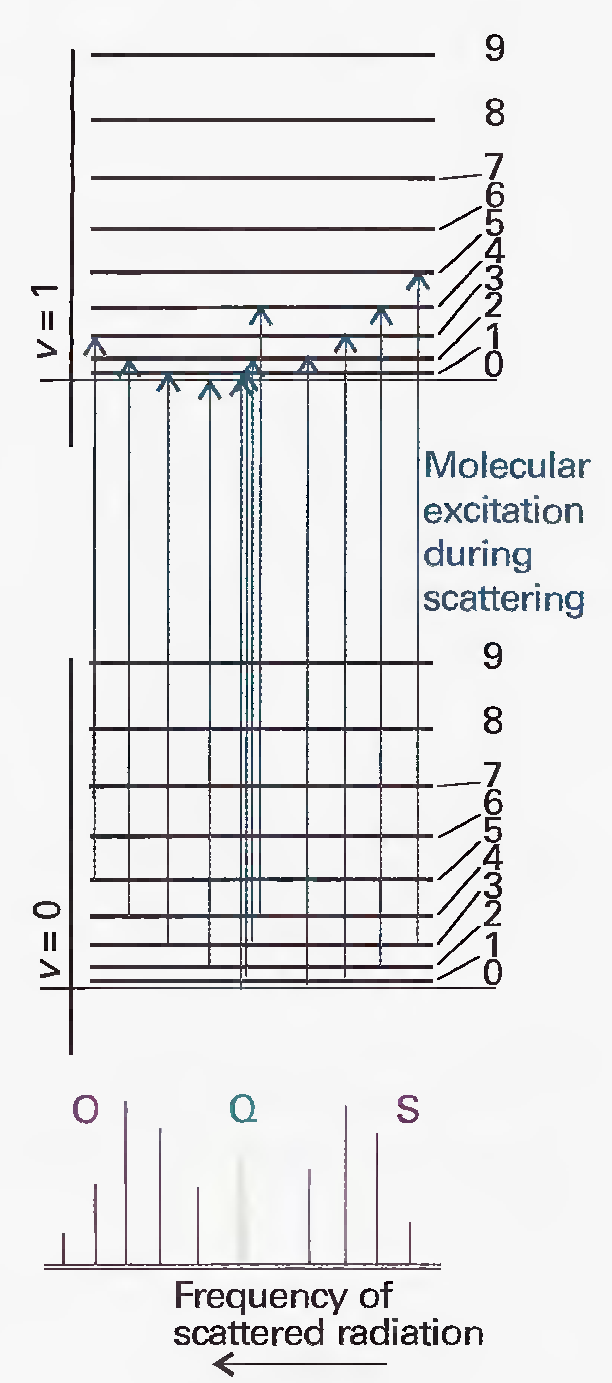 9
8
7
6
5
4
3
2
1
0
v = 1
Molecular
excitation
during
scattering
9
8
7
6
5
4
3
2
1
0
v = 0
O Q S
Frequency of
scattered radiation